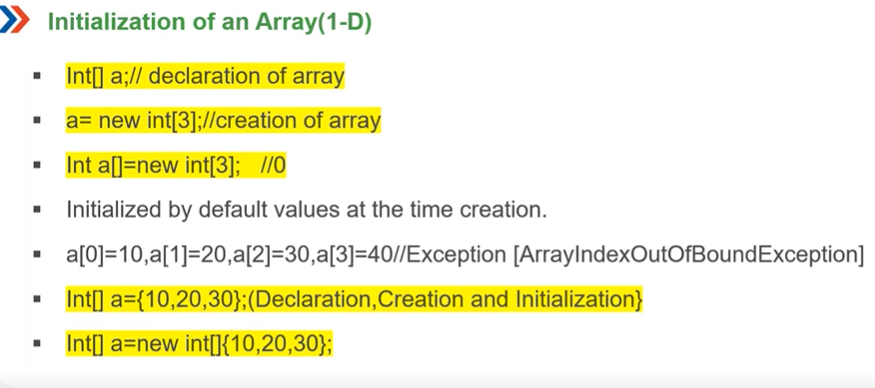 Initialization of an Array(1-D)
Int[] a;// declaration of array
a= new int[3];//creation of array
Int a[]=new int[3]; //0
Initialized by default values at the time creation.
a[0]=10,a[1]=20,a[2]=30,a[3]=40//Exception [ArrayIndexOutOfBoundException]
Int[] a={10,20,30};(Declaration,Creation and Initialization}
Int[] a=new int[]{10,20,30};